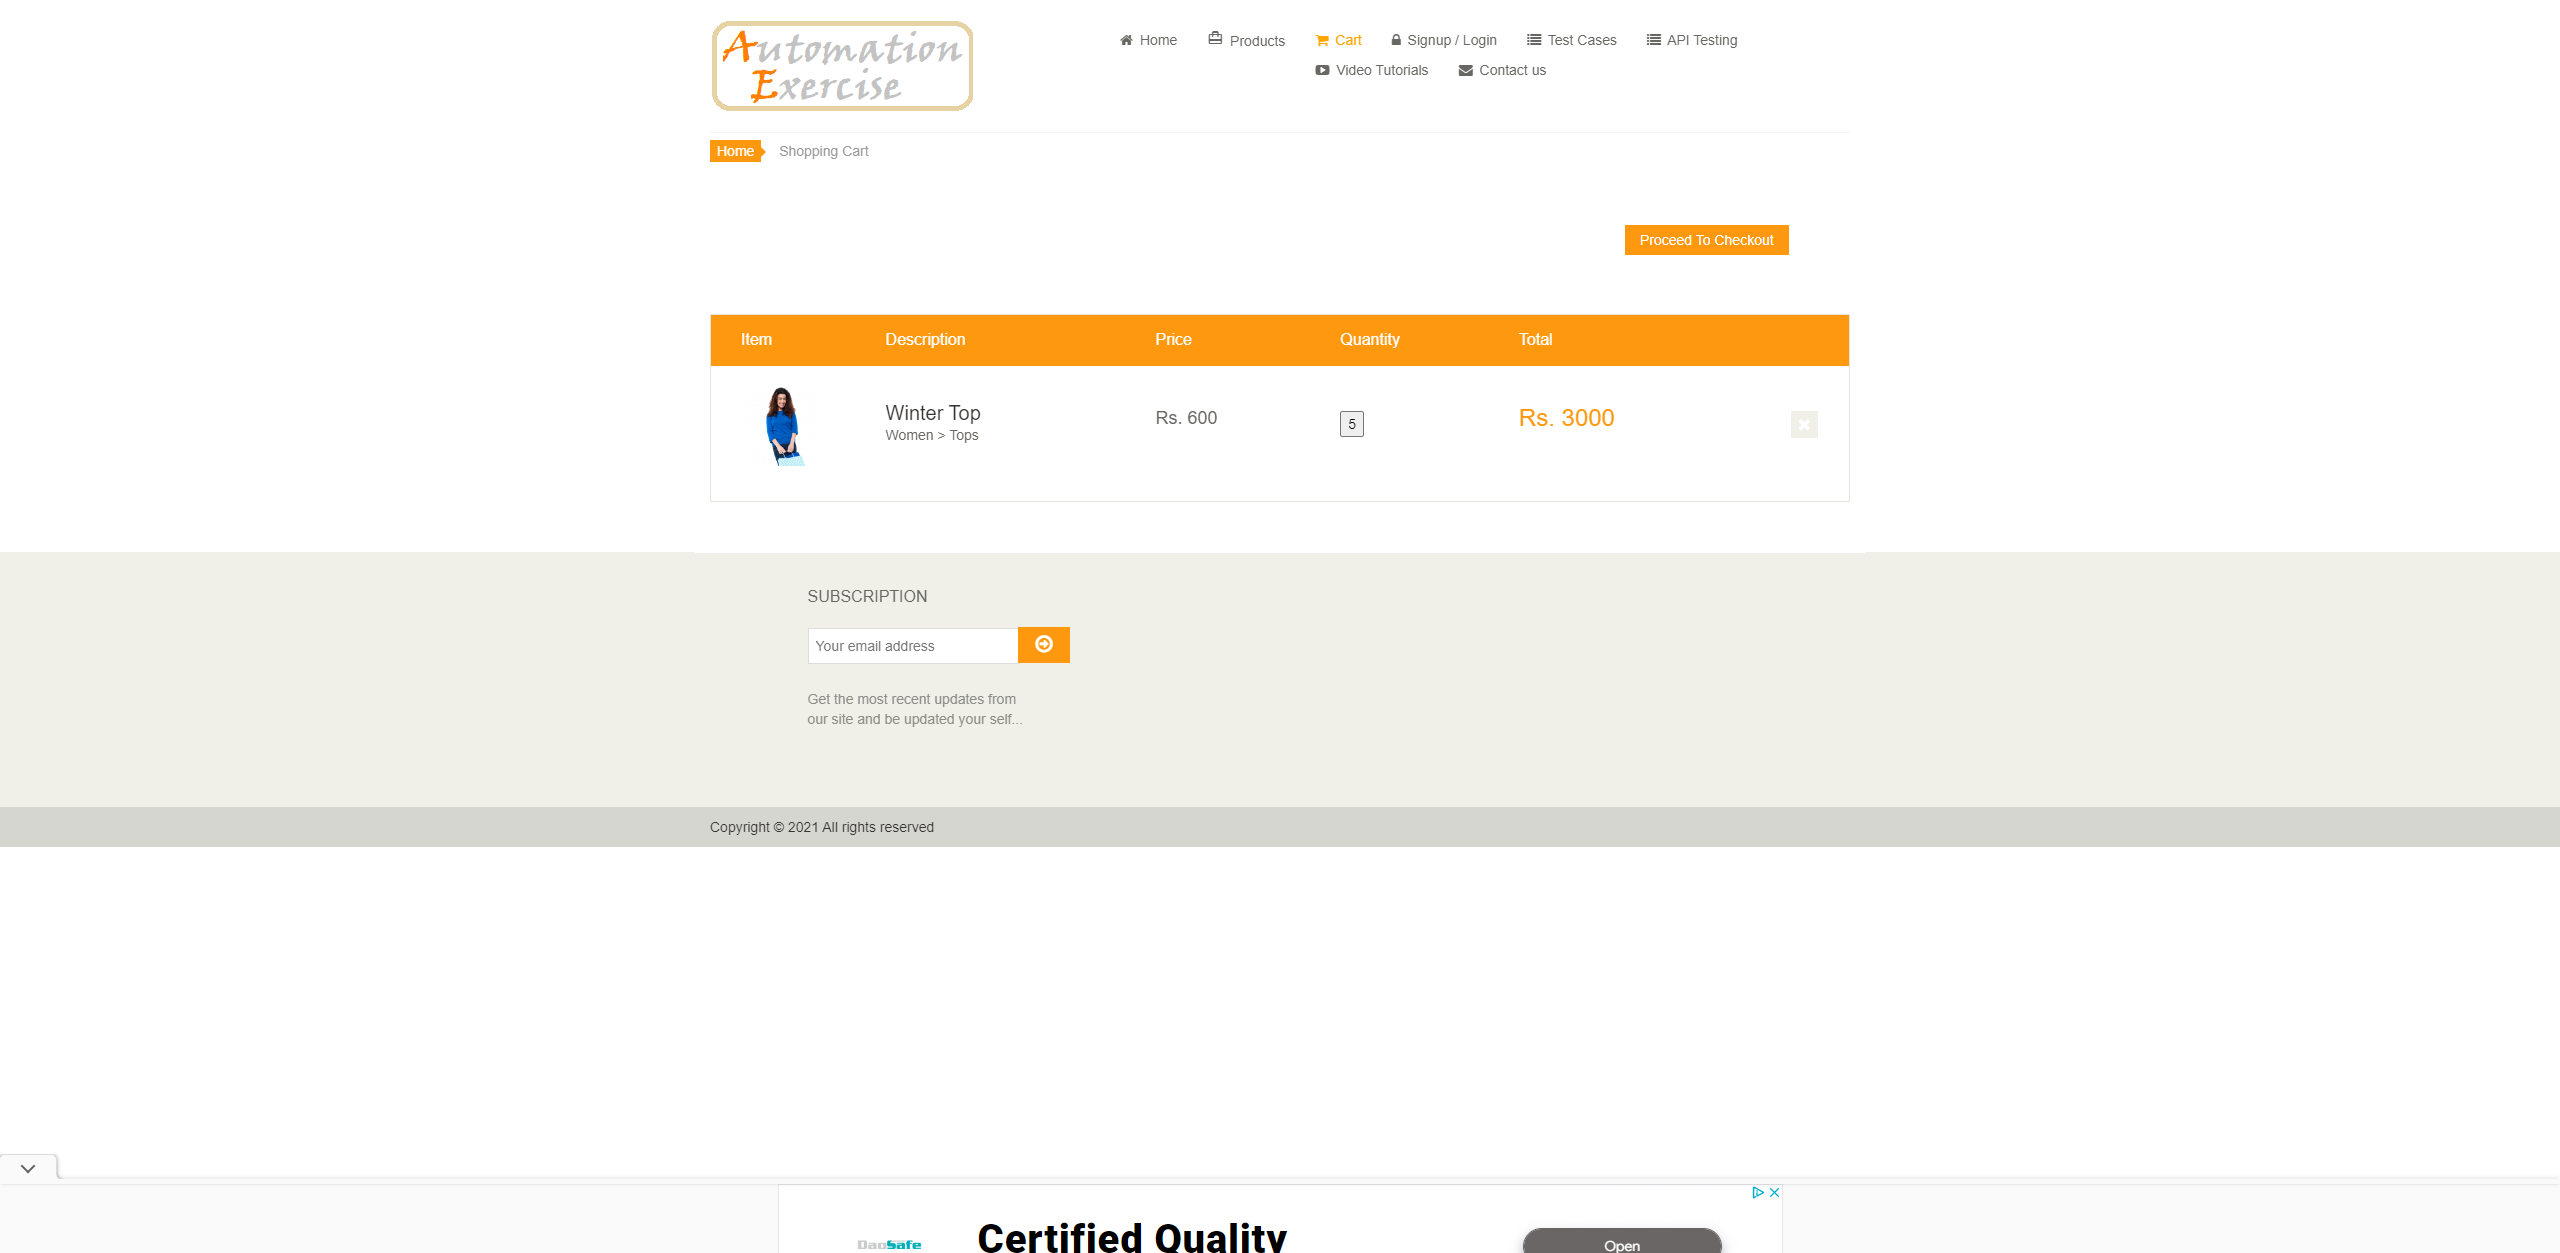 Automation
Exercise
Home Products Cart Signup / Login Test Cases API Testing
Video Tutorials Contact us
Home Shopping Cart
Proceed To Checkout
Item Description Price Quantity Total
Winter Top Rs. 600 5 Rs. 3000
Women > Tops
SUBSCRIPTION
Your email address
Get the most recent updates from
our site and be updated your self...
Copyright © 2021 All rights reserved
DaoSafe Certified Quality Open